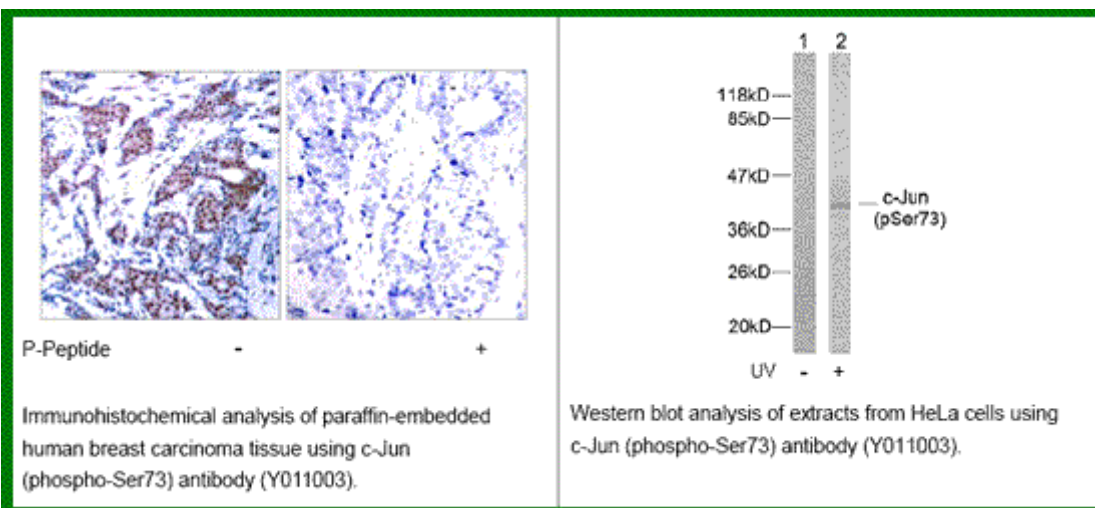 P-Peptide - +
Immunohistochemical analysis of paraffin-embedded
human breast carcinoma tissue using c-Jun
(phospho-Ser73) antibody (Y011003).
1 2
118kD
85kD
47kD
c-Jun
(pSer73)
36kD
26kD
20kD
UV - +
Western blot analysis of extracts from HeLa cells using
c-Jun (phospho-Ser73) antibody (Y011003).